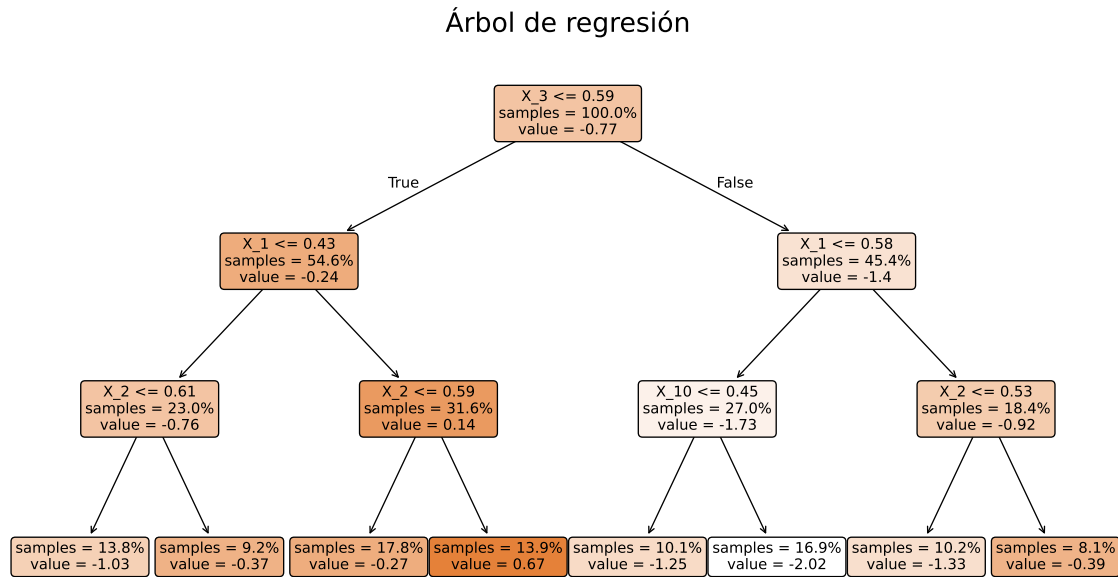 Árbol de regresión
X_3 <= 0.59
samples = 100.0%
value = -0.77
True
False
X_1 <= 0.43
samples = 54.6%
value = -0.24
X_1 <= 0.58
samples = 45.4%
value = -1.4
X_2 <= 0.61
samples = 23.0%
value = -0.76
X_2 <= 0.59
samples = 31.6%
value = 0.14
X_10 <= 0.45
samples = 27.0%
value = -1.73
X_2 <= 0.53
samples = 18.4%
value = -0.92
samples = 13.8%
value = -1.03
samples = 9.2%
value = -0.37
samples = 17.8%
value = -0.27
samples = 13.9%
value = 0.67
samples = 10.1%
value = -1.25
samples = 16.9%
value = -2.02
samples = 10.2%
value = -1.33
samples = 8.1%
value = -0.39